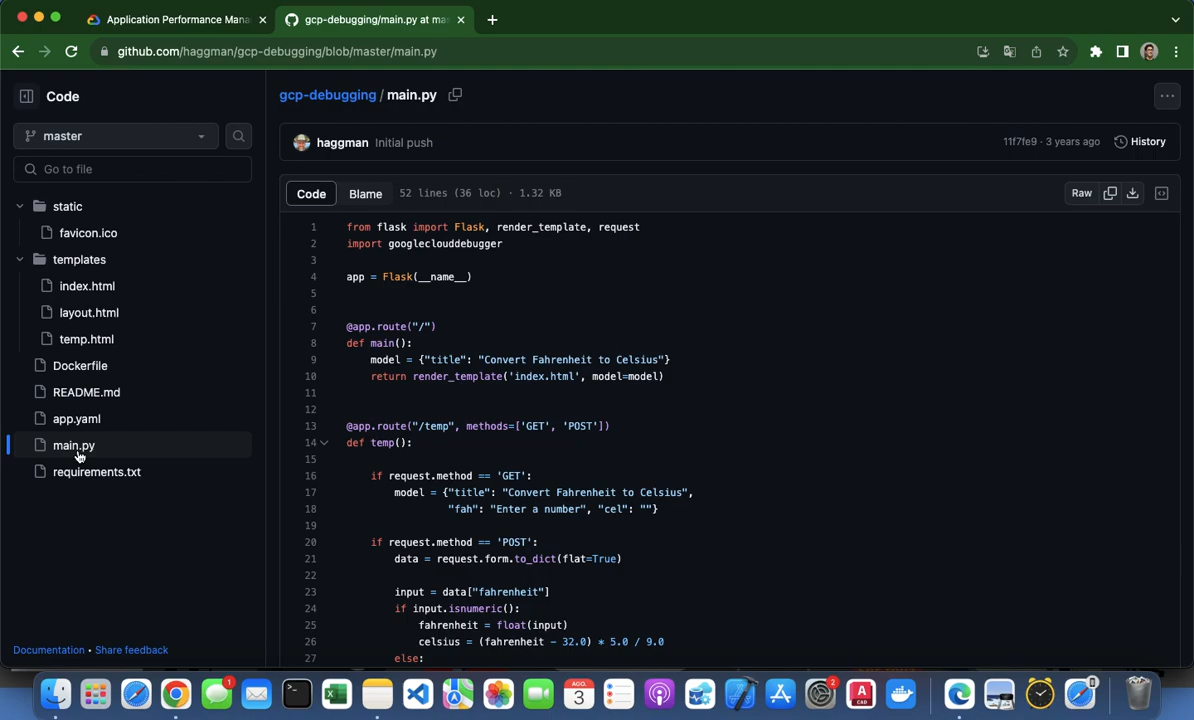 Application Performance Mana
gcp-debugging/main.py at mas
github.com/haggman/gcp-debugging/blob/master/main.py
Code
master
Go to file
static
favicon.ico
templates
index.html
layout.html
temp.html
Dockerfile
README.md
app.yaml
main.py
requirements.txt
Documentation • Share feedback
gcp-debugging / main.py
haggman Initial push
11f7fe9 · 3 years ago History
Code Blame 52 lines (36 loc) · 1.32 KB
Raw
1 from flask import Flask, render_template, request
2 import googleclouddebugger
3
4 app = Flask(__name__)
5
6
7 @app.route("/")
8 def main():
9 model = {"title": "Convert Fahrenheit to Celsius"}
10 return render_template('index.html', model=model)
11
12
13 @app.route("/temp", methods=['GET', 'POST'])
14 def temp():
15
16 if request.method == 'GET':
17 model = {"title": "Convert Fahrenheit to Celsius",
18 "fah": "Enter a number", "cel": ""}
19
20 if request.method == 'POST':
21 data = request.form.to_dict(flat=True)
22
23 input = data["fahrenheit"]
24 if input.isnumeric():
25 fahrenheit = float(input)
26 celsius = (fahrenheit - 32.0) * 5.0 / 9.0
27 else:
1
AGO.
3
2
CAD